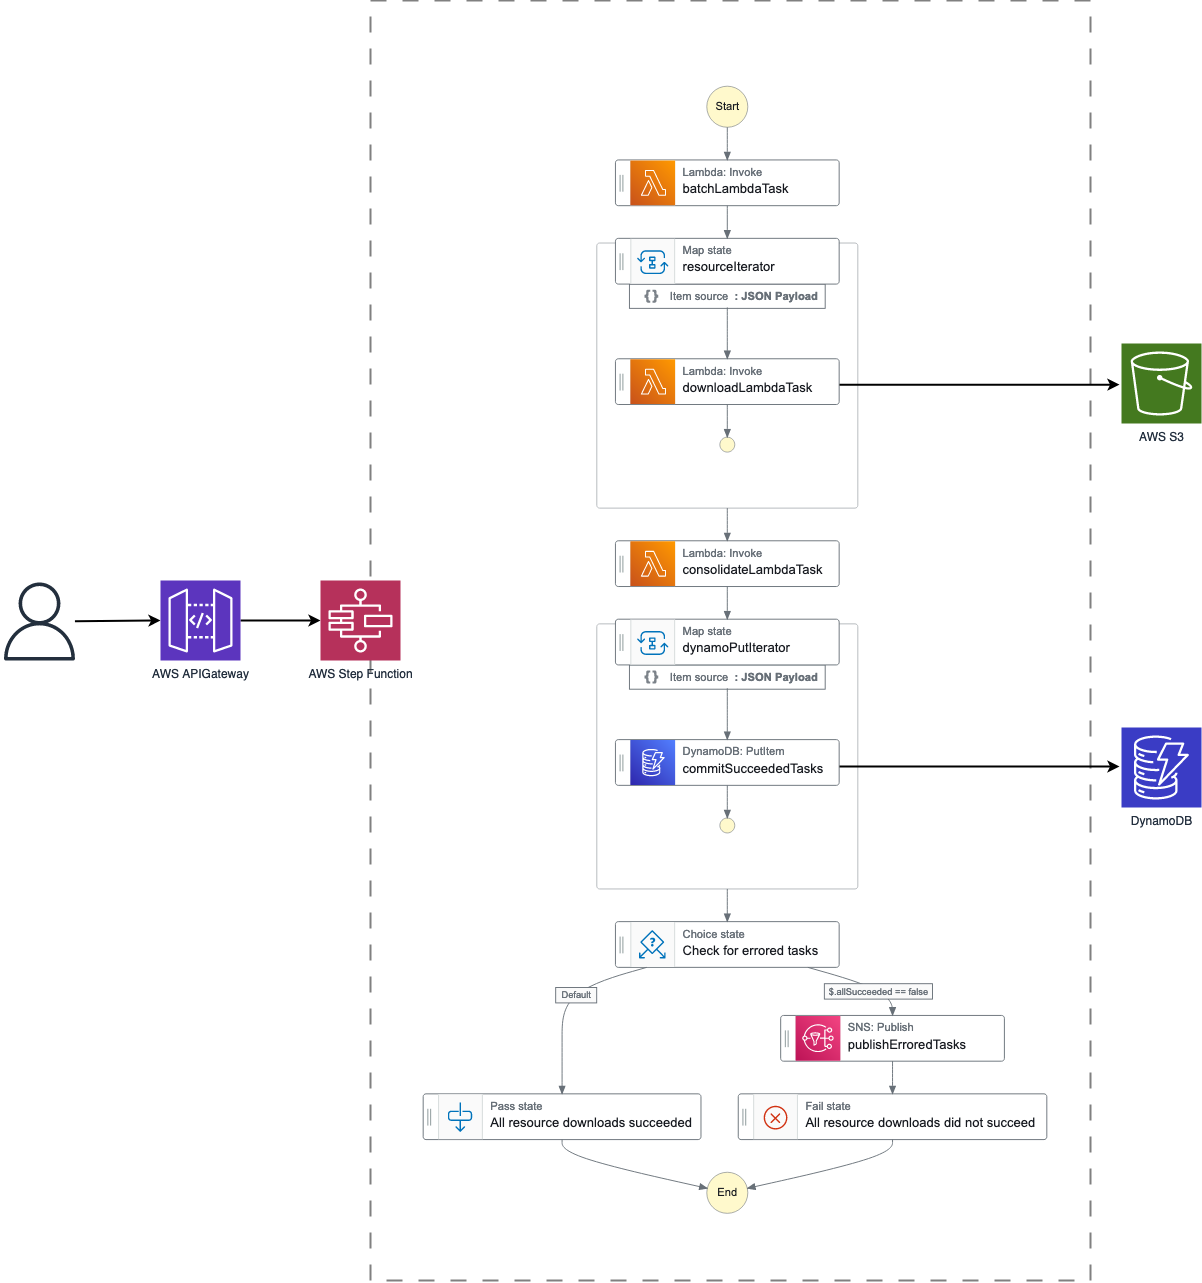 Start
Lambda: Invoke
batchLambdaTask
Map state
resourceIterator
{} Item source : JSON Payload
Lambda: Invoke
downloadLambdaTask
AWS S3
Lambda: Invoke
consolidateLambdaTask
</>
AWS APIGateway
AWS Step Function
Map state
dynamoPutIterator
{} Item source : JSON Payload
DynamoDB: PutItem
commitSucceededTasks
DynamoDB
Choice state
?
Check for errored tasks
Default
$.allSucceeded == false
SNS: Publish
publishErroredTasks
Pass state
All resource downloads succeeded
Fail state
All resource downloads did not succeed
End